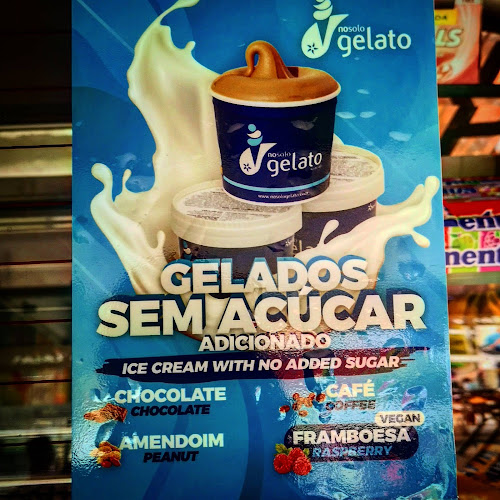 nosolo
gelato
nosolo
gelato
GELADOS
SEM AÇÚCAR
ADICIONADO
ICE CREAM WITH NO ADDED SUGAR
CHOCOLATE
CHOCOLATE
CAFÉ
COFFEE
AMENDOIM
PEANUT
VEGAN
FRAMBOESA
RASPBERRY